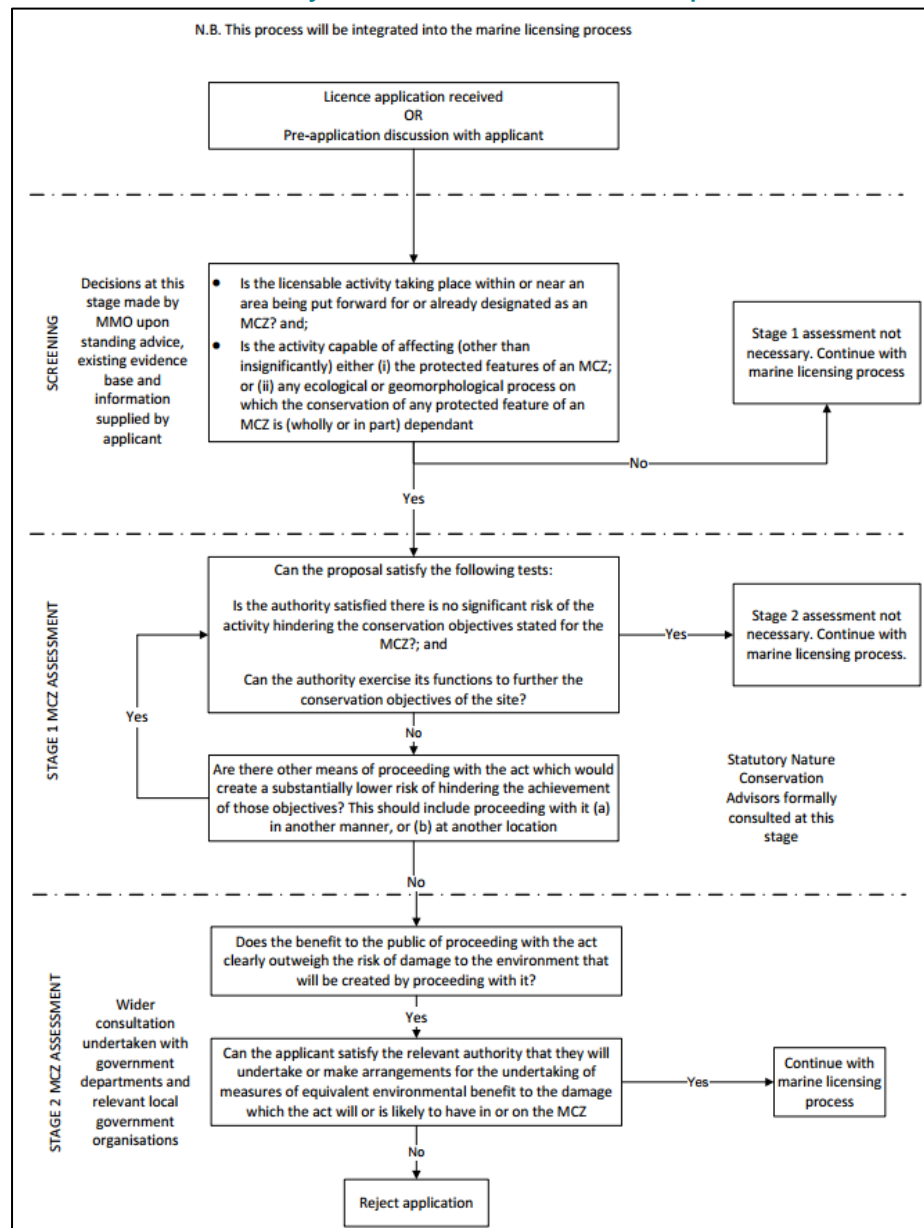 N.B. This process will be integrated into the marine licensing process
Licence application received
OR
Pre-application discussion with applicant
SCREENING
Decisions at this
stage made by
MMO upon
standing advice,
existing evidence
base and
information
supplied by
applicant
● Is the licensable activity taking place within or near an
area being put forward for or already designated as an
MCZ? and;
● Is the activity capable of affecting (other than
insignificantly) either (i) the protected features of an MCZ;
or (ii) any ecological or geomorphological process on
which the conservation of any protected feature of an
MCZ is (wholly or in part) dependant
Stage 1 assessment not
necessary. Continue with
marine licensing process
No
Yes
STAGE 1 MCZ ASSESSMENT
Can the proposal satisfy the following tests:
Is the authority satisfied there is no significant risk of the
activity hindering the conservation objectives stated for the
MCZ?; and
Can the authority exercise its functions to further the
conservation objectives of the site?
Yes
Stage 2 assessment not
necessary. Continue with
marine licensing process.
Yes
No
Are there other means of proceeding with the act which would
create a substantially lower risk of hindering the achievement
of those objectives? This should include proceeding with it (a)
in another manner, or (b) at another location
Statutory Nature
Conservation
Advisors formally
consulted at this
stage
No
STAGE 2 MCZ ASSESSMENT
Wider
consultation
undertaken with
government
departments and
relevant local
government
organisations
Does the benefit to the public of proceeding with the act
clearly outweigh the risk of damage to the environment that
will be created by proceeding with it?
Yes
Can the applicant satisfy the relevant authority that they will
undertake or make arrangements for the undertaking of
measures of equivalent environmental benefit to the damage
which the act will or is likely to have in or on the MCZ
Yes
Continue with
marine licensing
process
No
Reject application